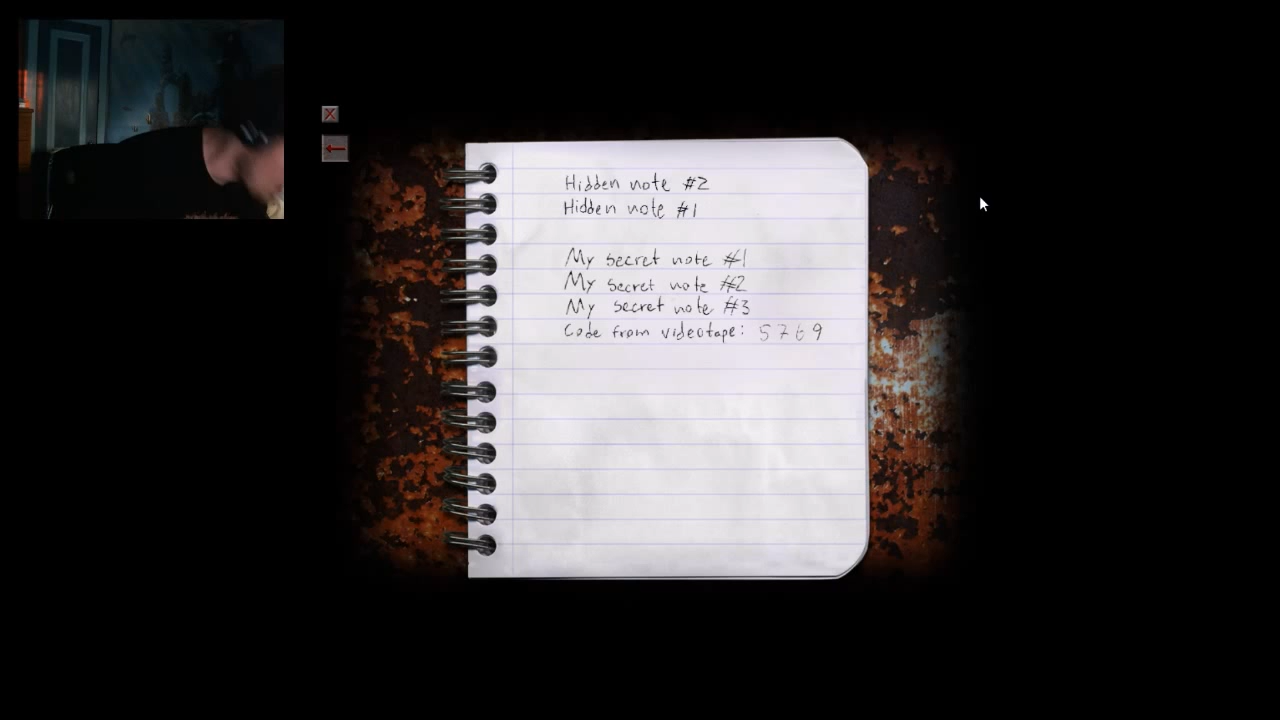 Hidden note #2
Hidden note #1
My secret note #1
My secret note #2
My secret note #3
Code from videotape: 5769